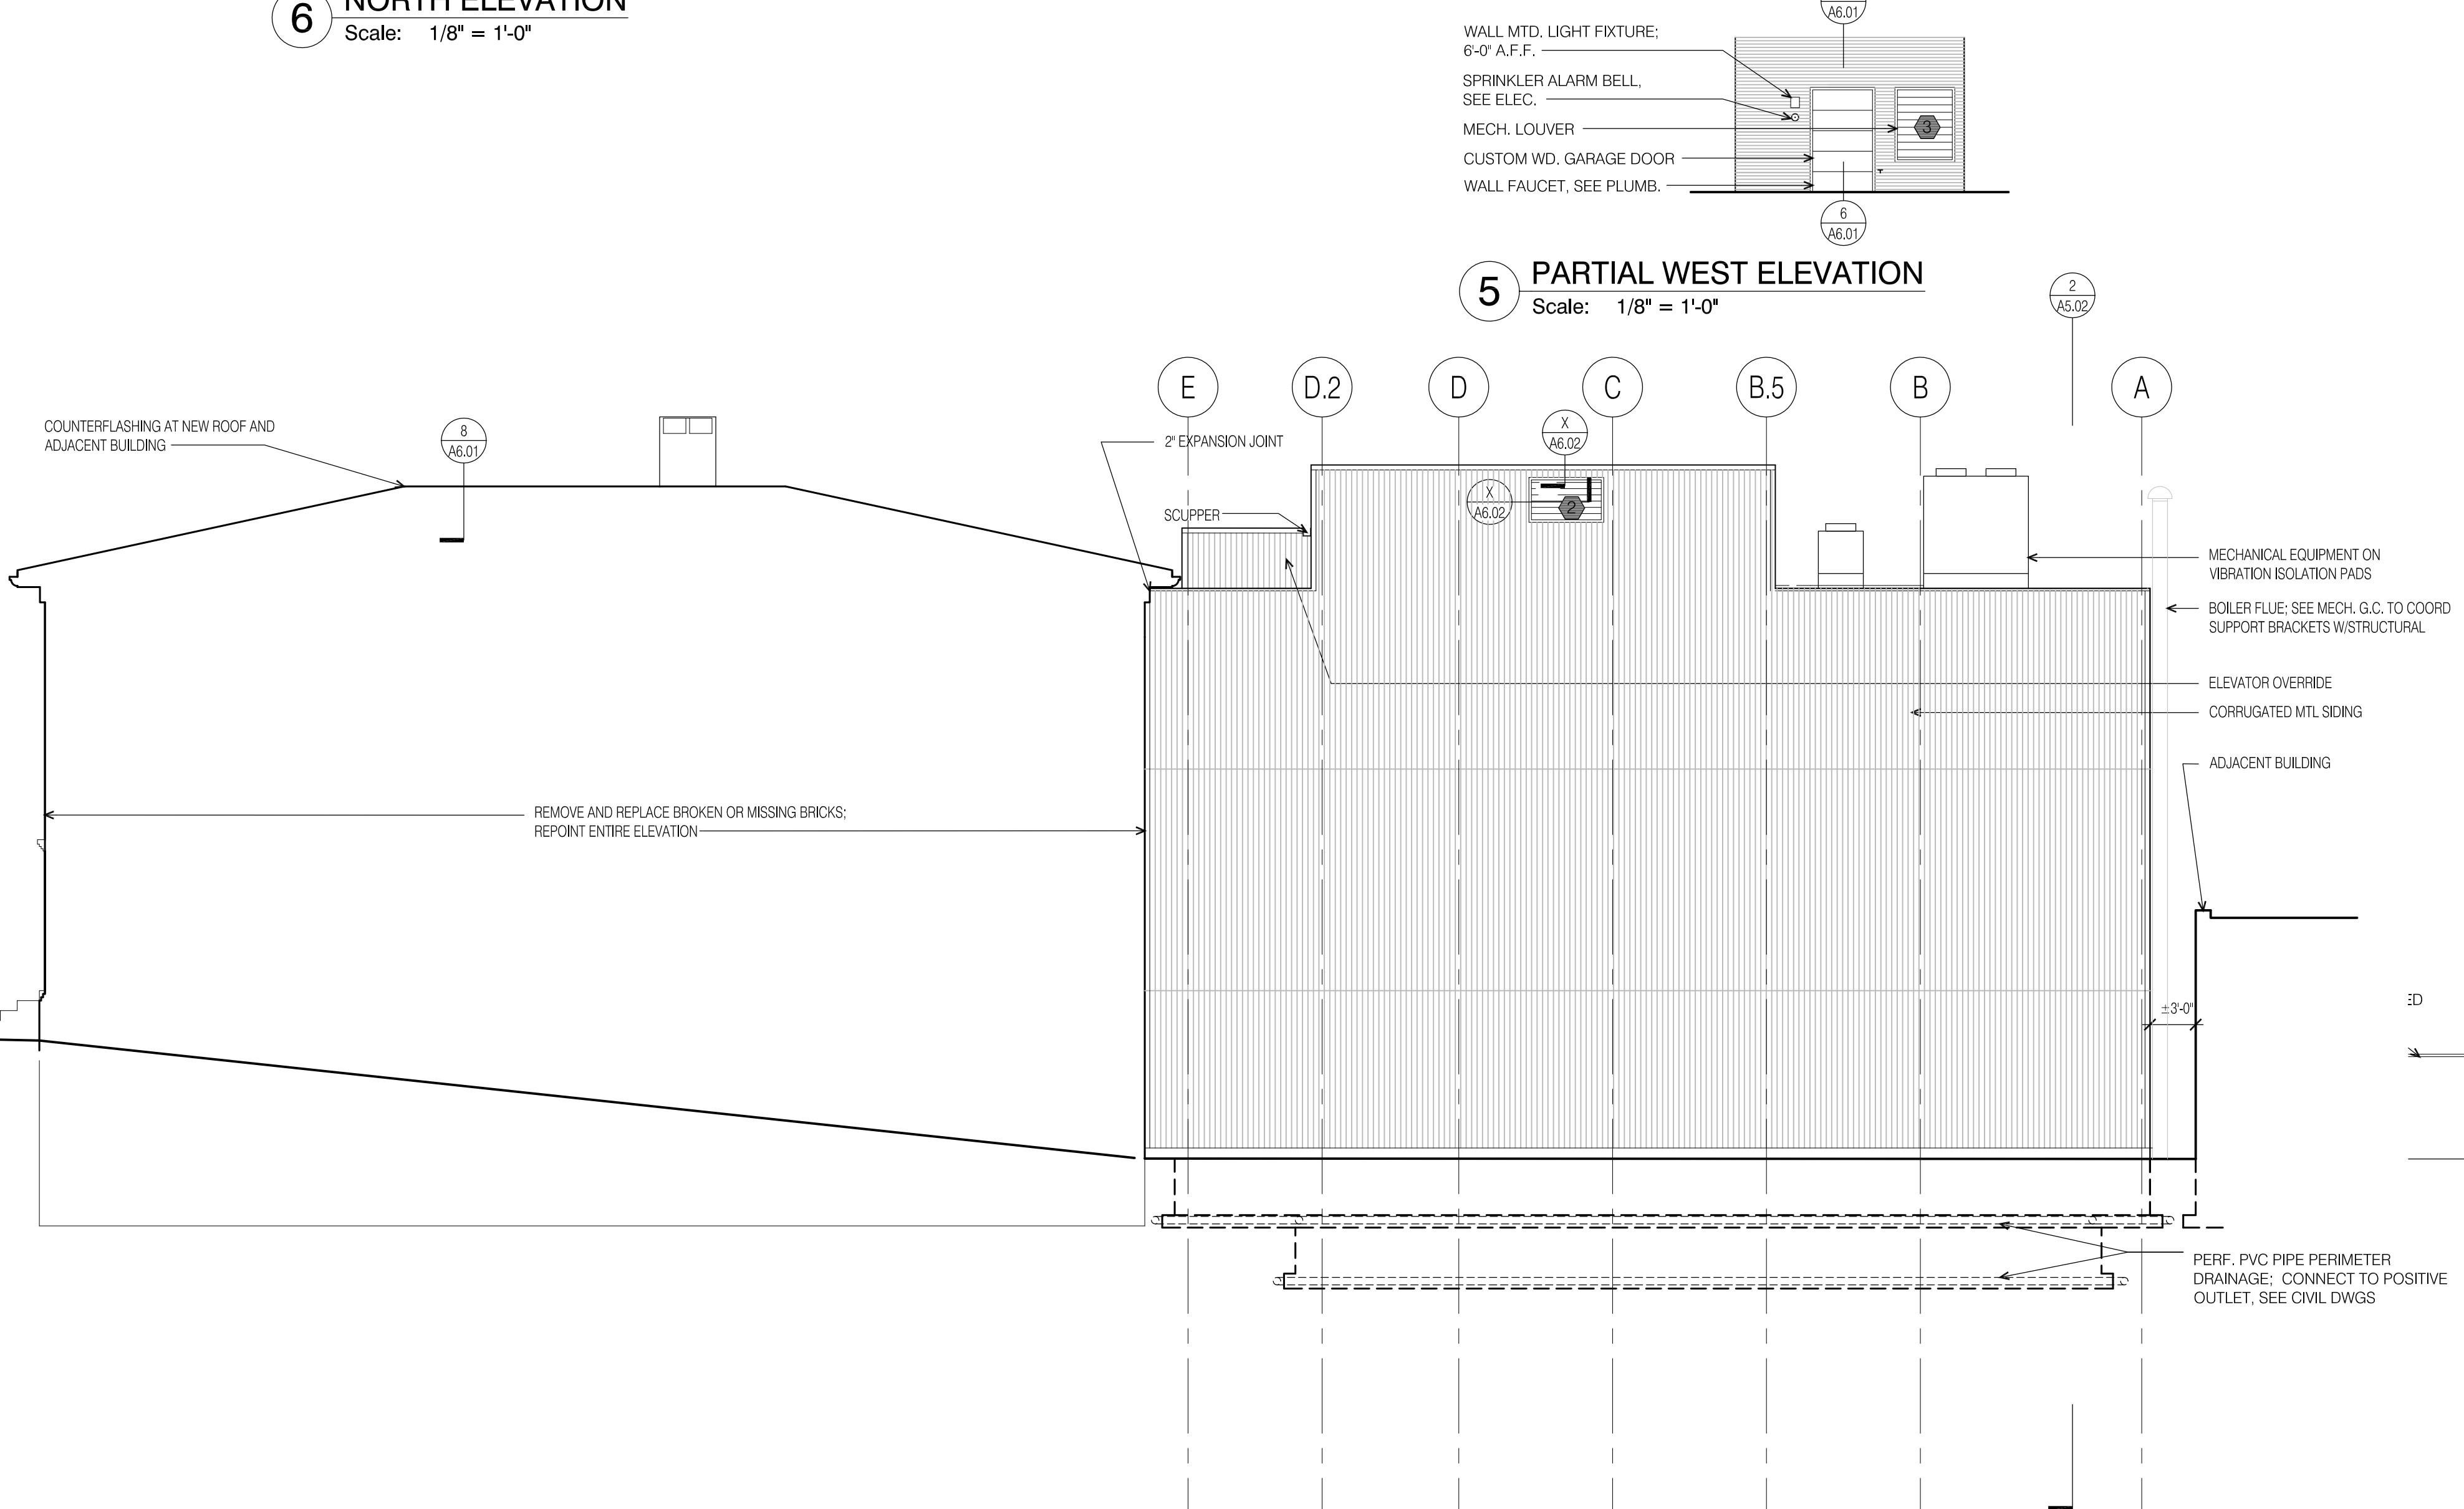 6
NORTH ELEVATION
Scale: 1/8" = 1'-0"
A6.01
WALL MTD. LIGHT FIXTURE;
6'-0" A.F.F.
SPRINKLER ALARM BELL,
SEE ELEC.
MECH. LOUVER
3
CUSTOM WD. GARAGE DOOR
WALL FAUCET, SEE PLUMB.
6
A6.01
5
PARTIAL WEST ELEVATION
Scale: 1/8" = 1'-0"
2
A5.02
E
D.2
D
C
B.5
B
A
COUNTERFLASHING AT NEW ROOF AND
ADJACENT BUILDING
8
A6.01
2" EXPANSION JOINT
X
A6.02
SCUPPER
X
A6.02
2
MECHANICAL EQUIPMENT ON
VIBRATION ISOLATION PADS
BOILER FLUE; SEE MECH. G.C. TO COORD
SUPPORT BRACKETS W/STRUCTURAL
ELEVATOR OVERRIDE
CORRUGATED MTL SIDING
ADJACENT BUILDING
REMOVE AND REPLACE BROKEN OR MISSING BRICKS;
REPOINT ENTIRE ELEVATION
±3'-0"
PERF. PVC PIPE PERIMETER
DRAINAGE; CONNECT TO POSITIVE
OUTLET, SEE CIVIL DWGS